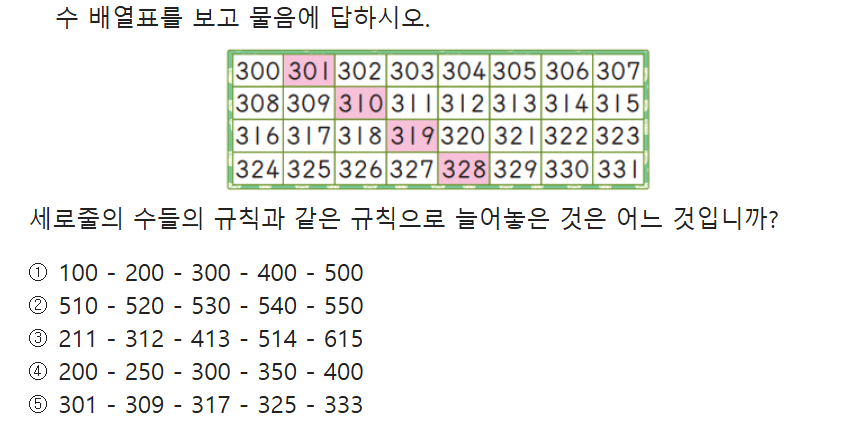 수 배열표를 보고 물음에 답하시오.
300 301 302 303 304 305 306 307
308 309 310 311 312 313 314 315
316 317 318 319 320 321 322 323
324 325 326 327 328 329 330 331
세로줄의 수들의 규칙과 같은 규칙으로 늘어놓은 것은 어느 것입니까?
① 100 - 200 - 300 - 400 - 500
② 510 - 520 - 530 - 540 - 550
③ 211 - 312 - 413 - 514 - 615
④ 200 - 250 - 300 - 350 - 400
⑤ 301 - 309 - 317 - 325 - 333